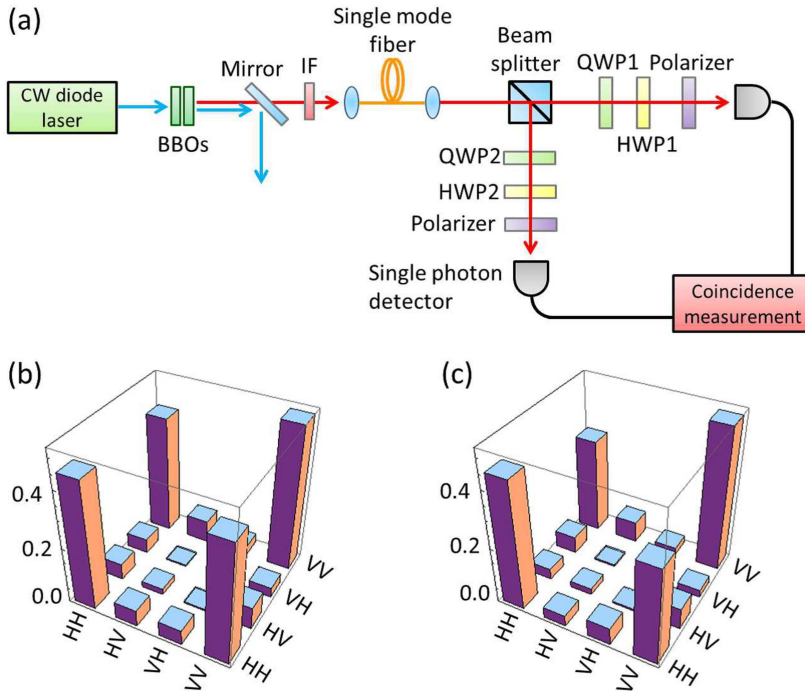 (a)
CW diode
laser
BBOs
Mirror
IF
Single mode
fiber
Beam
splitter
QWP1
Polarizer
HWP1
QWP2
HWP2
Polarizer
Single photon
detector
Coincidence
measurement
(b)
0.4
0.2
0.0
HH
HV
VH
VV
HH
HV
VH
VV
(c)
0.4
0.2
0.0
HH
HV
VH
VV
HH
HV
VH
VV